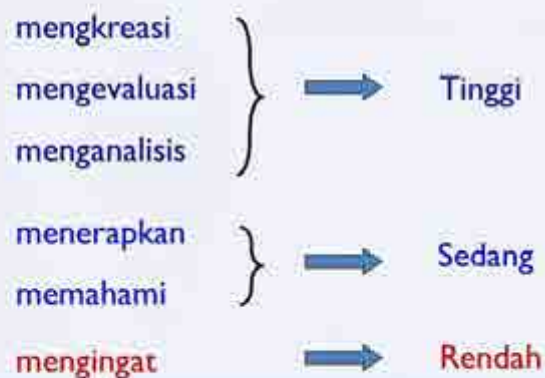 mengkreasi
mengevaluasi
menganalisis
Tinggi
menerapkan
memahami
Sedang
mengingat
Rendah